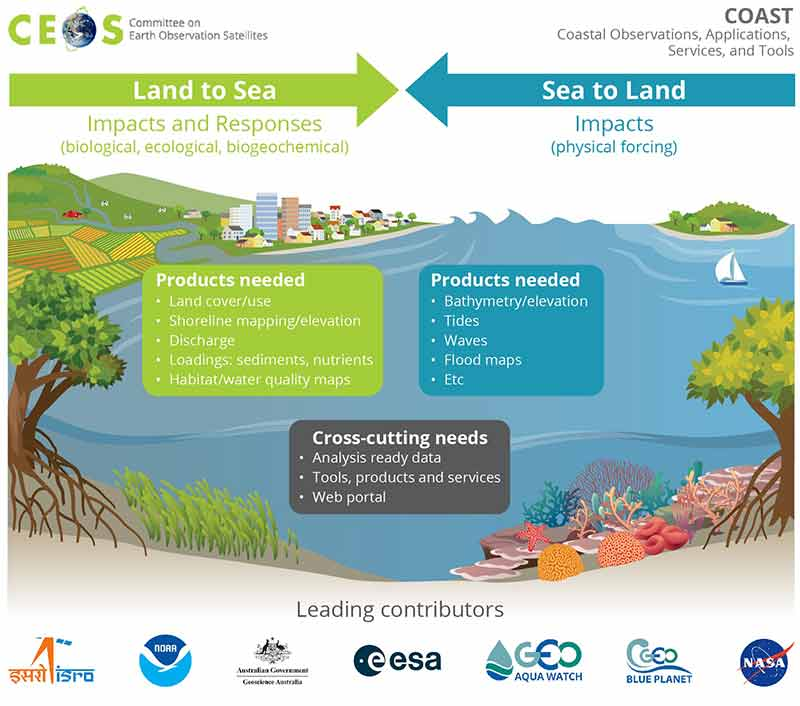 CEOS
Committee on
Earth Observation Satellites
COAST
Coastal Observations, Applications,
Services, and Tools
Land to Sea
Sea to Land
Impacts and Responses
(biological, ecological, biogeochemical)
Impacts
(physical forcing)
Products needed
• Land cover/use
• Shoreline mapping/elevation
• Discharge
• Loadings: sediments, nutrients
• Habitat/water quality maps
Products needed
• Bathymetry/elevation
• Tides
• Waves
• Flood maps
• Etc
Cross-cutting needs
• Analysis ready data
• Tools, products and services
• Web portal
Leading contributors
इसरो isro
NOAA
Australian Government
Geoscience Australia
esa
GEO
AQUA WATCH
GEO
BLUE PLANET
NASA